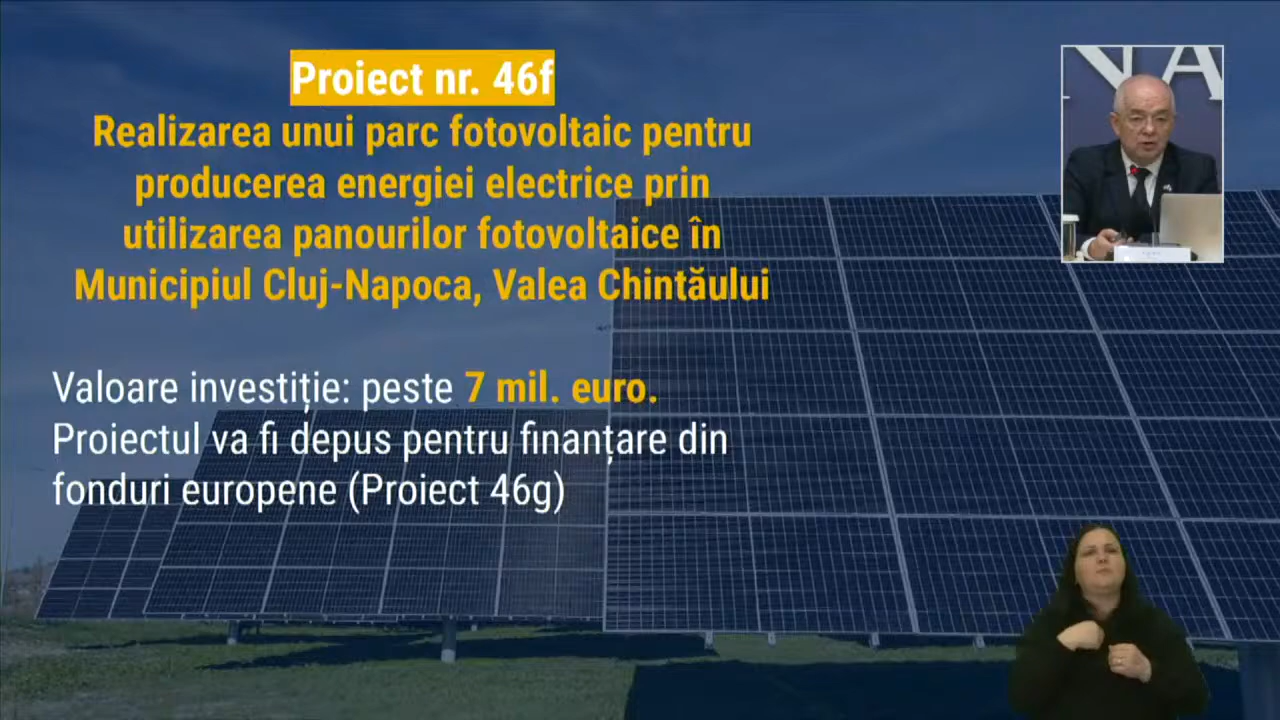 Proiect nr. 46f
Realizarea unui parc fotovoltaic pentru
producerea energiei electrice prin
utilizarea panourilor fotovoltaice în
Municipiul Cluj-Napoca, Valea Chintăului
Valoare investiție: peste 7 mil. euro.
Proiectul va fi depus pentru finanțare din
fonduri europene (Proiect 46g)
NA